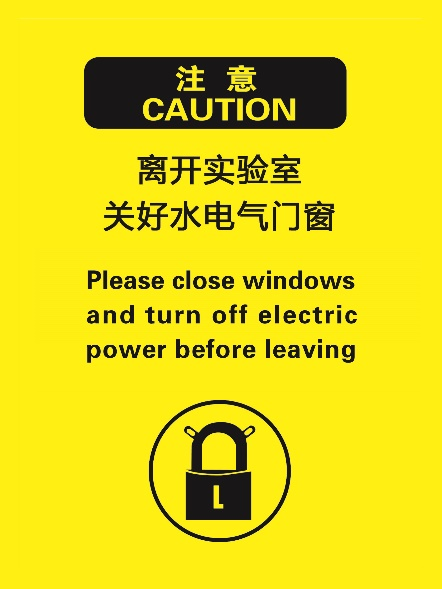 注 意
CAUTION
离开实验室
关好水电气门窗
Please close windows
and turn off electric
power before leaving
L